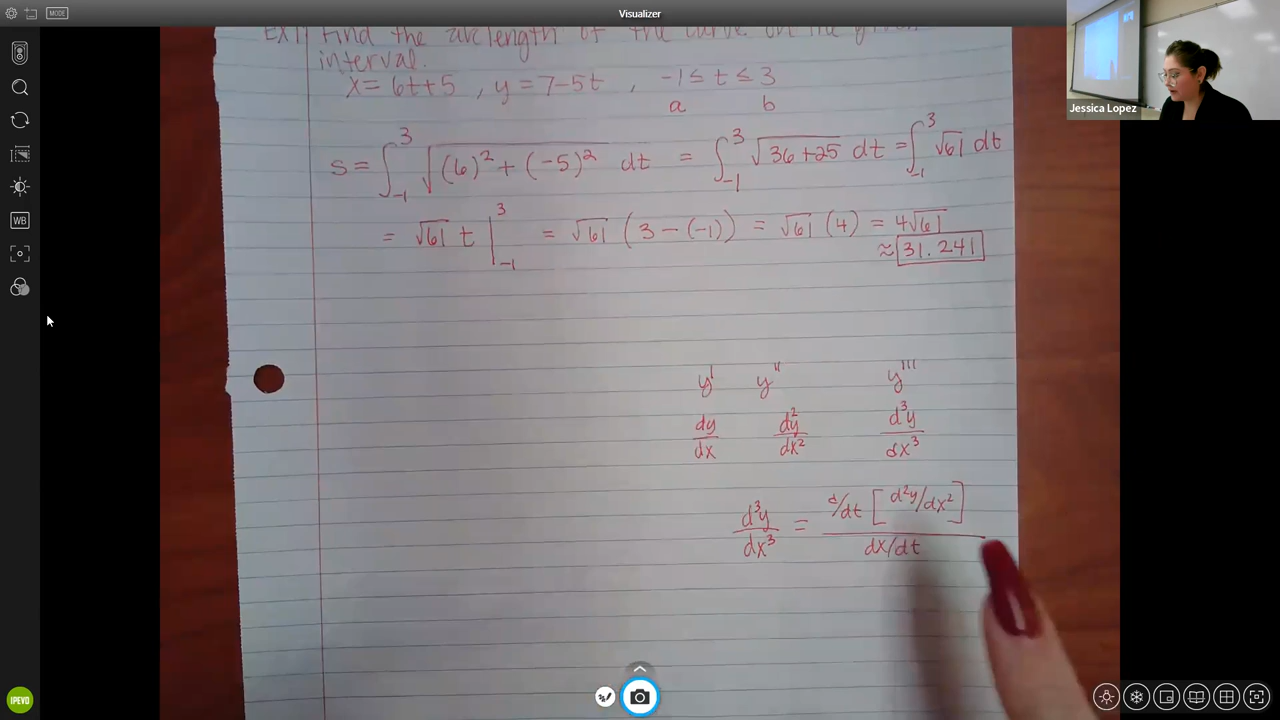 MODE
Visualizer
Jessica Lopez
WB
EX1 Find the arclength of the curve on the given
interval.
x = 6t+5 , y = 7-5t , -1 ≤ t ≤ 3
a b
s = ∫_{-1}^{3} √((6)² + (-5)²) dt = ∫_{-1}^{3} √(36+25) dt = ∫_{-1}^{3} √61 dt
= √61 t |_{-1}^{3} = √61 (3-(-1)) = √61 (4) = 4√61
≈ 31.241
y' y'' y'''
dy/dx d²y/dx² d³y/dx³
d³y/dx³ = d/dt [d²y/dx²] / dx/dt
IPEVO